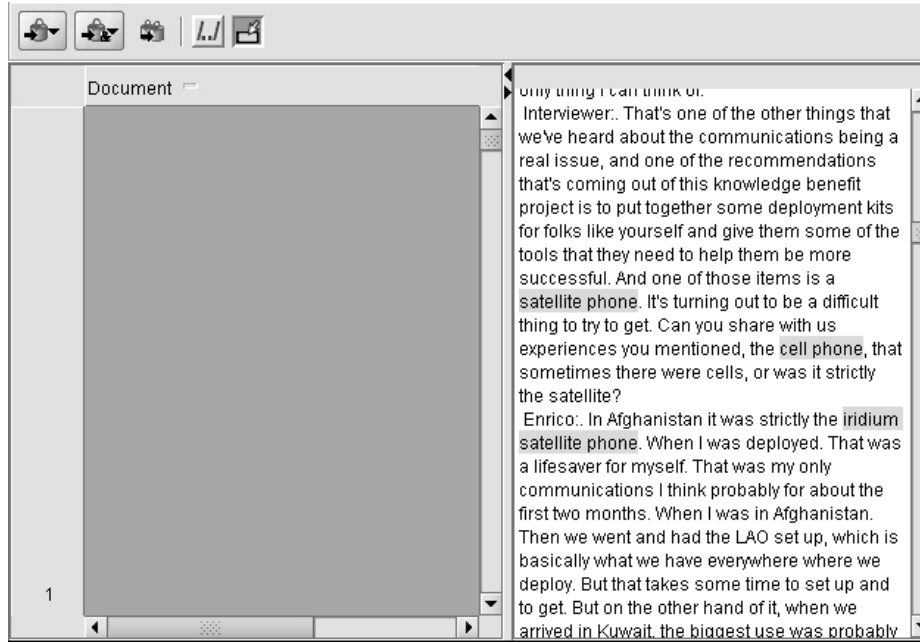 /../
Document
1
only thing I can think of.
Interviewer:. That's one of the other things that
we've heard about the communications being a
real issue, and one of the recommendations
that's coming out of this knowledge benefit
project is to put together some deployment kits
for folks like yourself and give them some of the
tools that they need to help them be more
successful. And one of those items is a
satellite phone. It's turning out to be a difficult
thing to try to get. Can you share with us
experiences you mentioned, the cell phone, that
sometimes there were cells, or was it strictly
the satellite?
Enrico:. In Afghanistan it was strictly the iridium
satellite phone. When I was deployed. That was
a lifesaver for myself. That was my only
communications I think probably for about the
first two months. When I was in Afghanistan.
Then we went and had the LAO set up, which is
basically what we have everywhere where we
deploy. But that takes some time to set up and
to get. But on the other hand of it, when we
arrived in Kuwait, the biggest use was probably